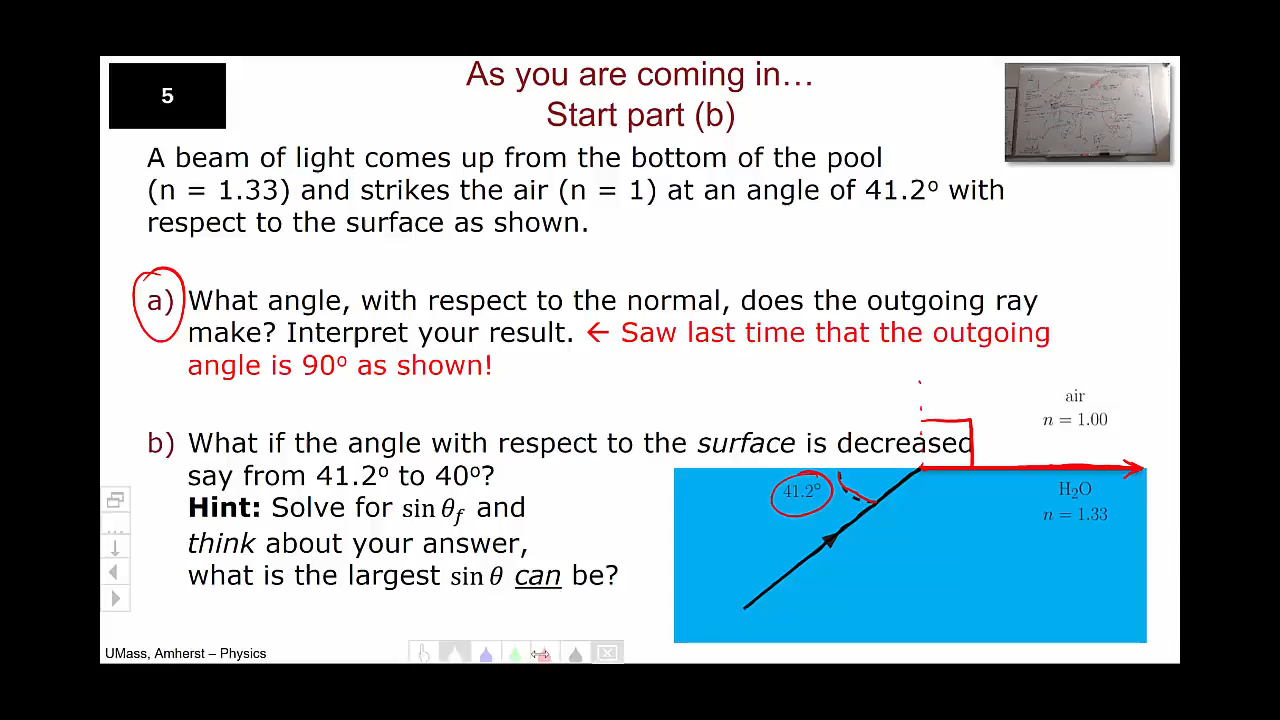 5
As you are coming in…
Start part (b)
A beam of light comes up from the bottom of the pool
(n = 1.33) and strikes the air (n = 1) at an angle of 41.2º with
respect to the surface as shown.
a) What angle, with respect to the normal, does the outgoing ray
make? Interpret your result. ← Saw last time that the outgoing
angle is 90º as shown!
air
n = 1.00
b) What if the angle with respect to the surface is decreased
say from 41.2º to 40º?
Hint: Solve for sin θf and
think about your answer,
what is the largest sin θ can be?
41.2°
H₂O
n = 1.33
UMass, Amherst – Physics